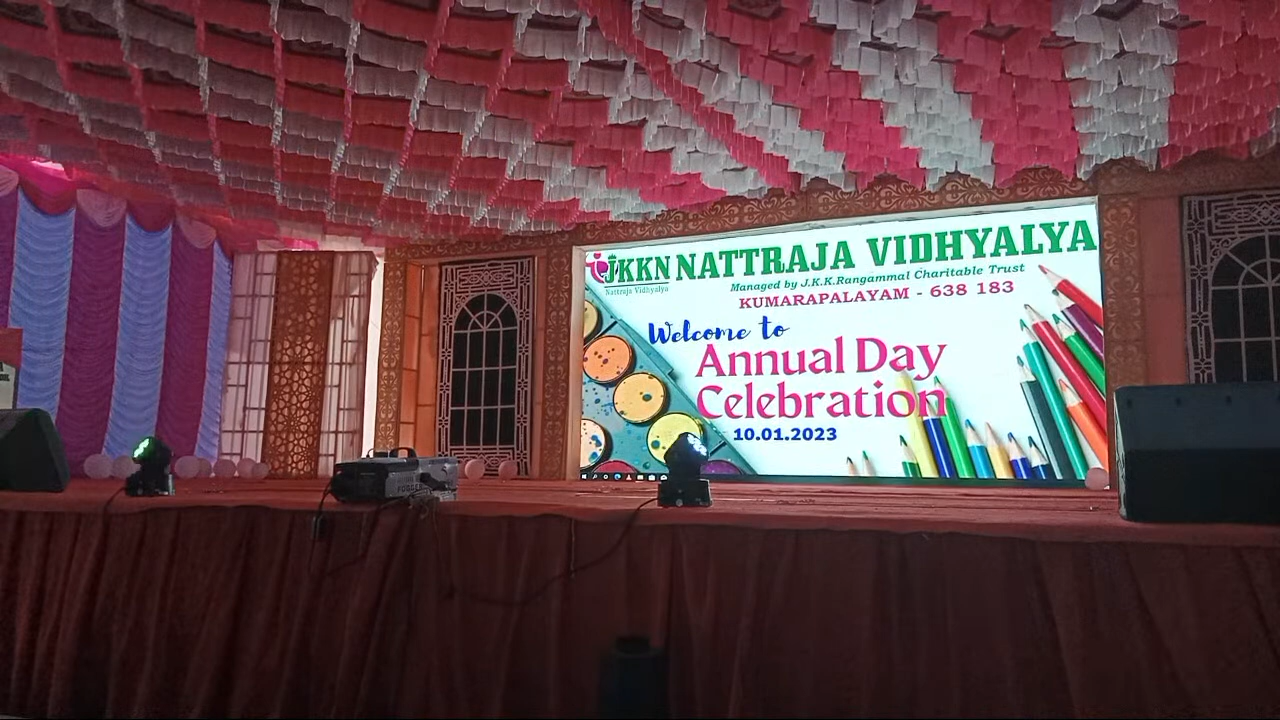 JKKN NATTRAJA VIDHYALYA
Nattraja Vidhyalya
Managed by J.K.K.Rangammal Charitable Trust
KUMARAPALAYAM - 638 183
Welcome to
Annual Day
Celebration
10.01.2023